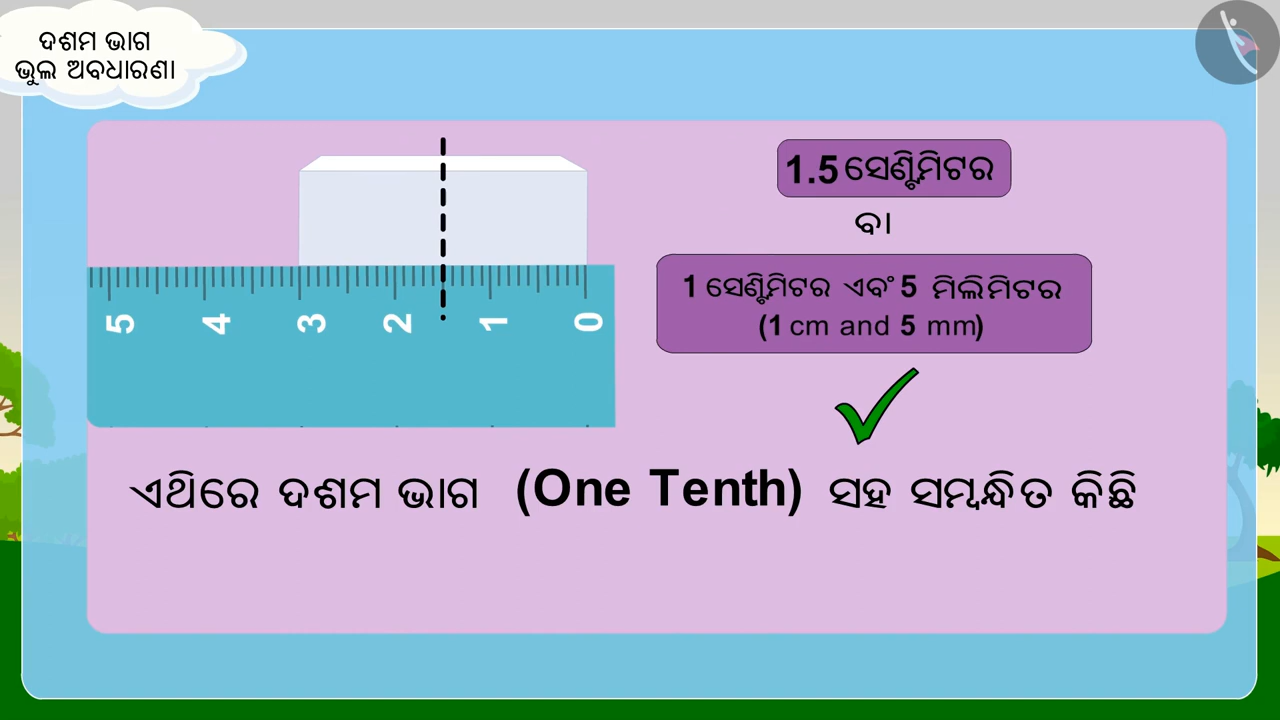 ଦଶମ ଭାଗ
ଭୁଲ ଅବଧାରଣା
1.5 ସେଣ୍ଟିମିଟର
ବା
1 ସେଣ୍ଟିମିଟର ଏବଂ 5 ମିଲିମିଟର
(1 cm and 5 mm)
5 4 3 2 1 0
ଏଥିରେ ଦଶମ ଭାଗ (One Tenth) ସହ ସମ୍ବନ୍ଧିତ କିଛି